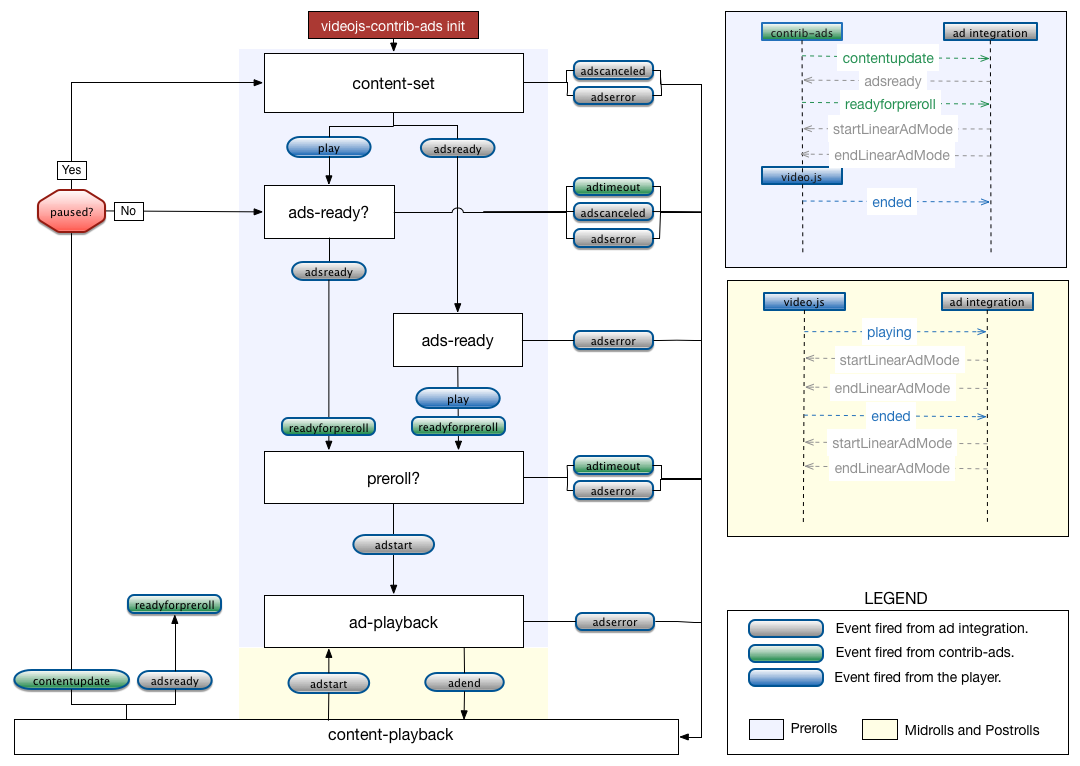 videojs-contrib-ads init
content-set
adscanceled
adserror
play
adsready
Yes
paused?
No
ads-ready?
adtimeout
adscanceled
adserror
adsready
ads-ready
adserror
play
readyforpreroll
readyforpreroll
preroll?
adtimeout
adserror
adstart
readyforpreroll
ad-playback
adserror
contentupdate
adsready
adstart
adend
content-playback
contrib-ads
ad integration
contentupdate
adsready
readyforpreroll
startLinearAdMode
endLinearAdMode
video.js
ended
video.js
ad integration
playing
startLinearAdMode
endLinearAdMode
ended
startLinearAdMode
endLinearAdMode
LEGEND
Event fired from ad integration.
Event fired from contrib-ads.
Event fired from the player.
Prerolls
Midrolls and Postrolls